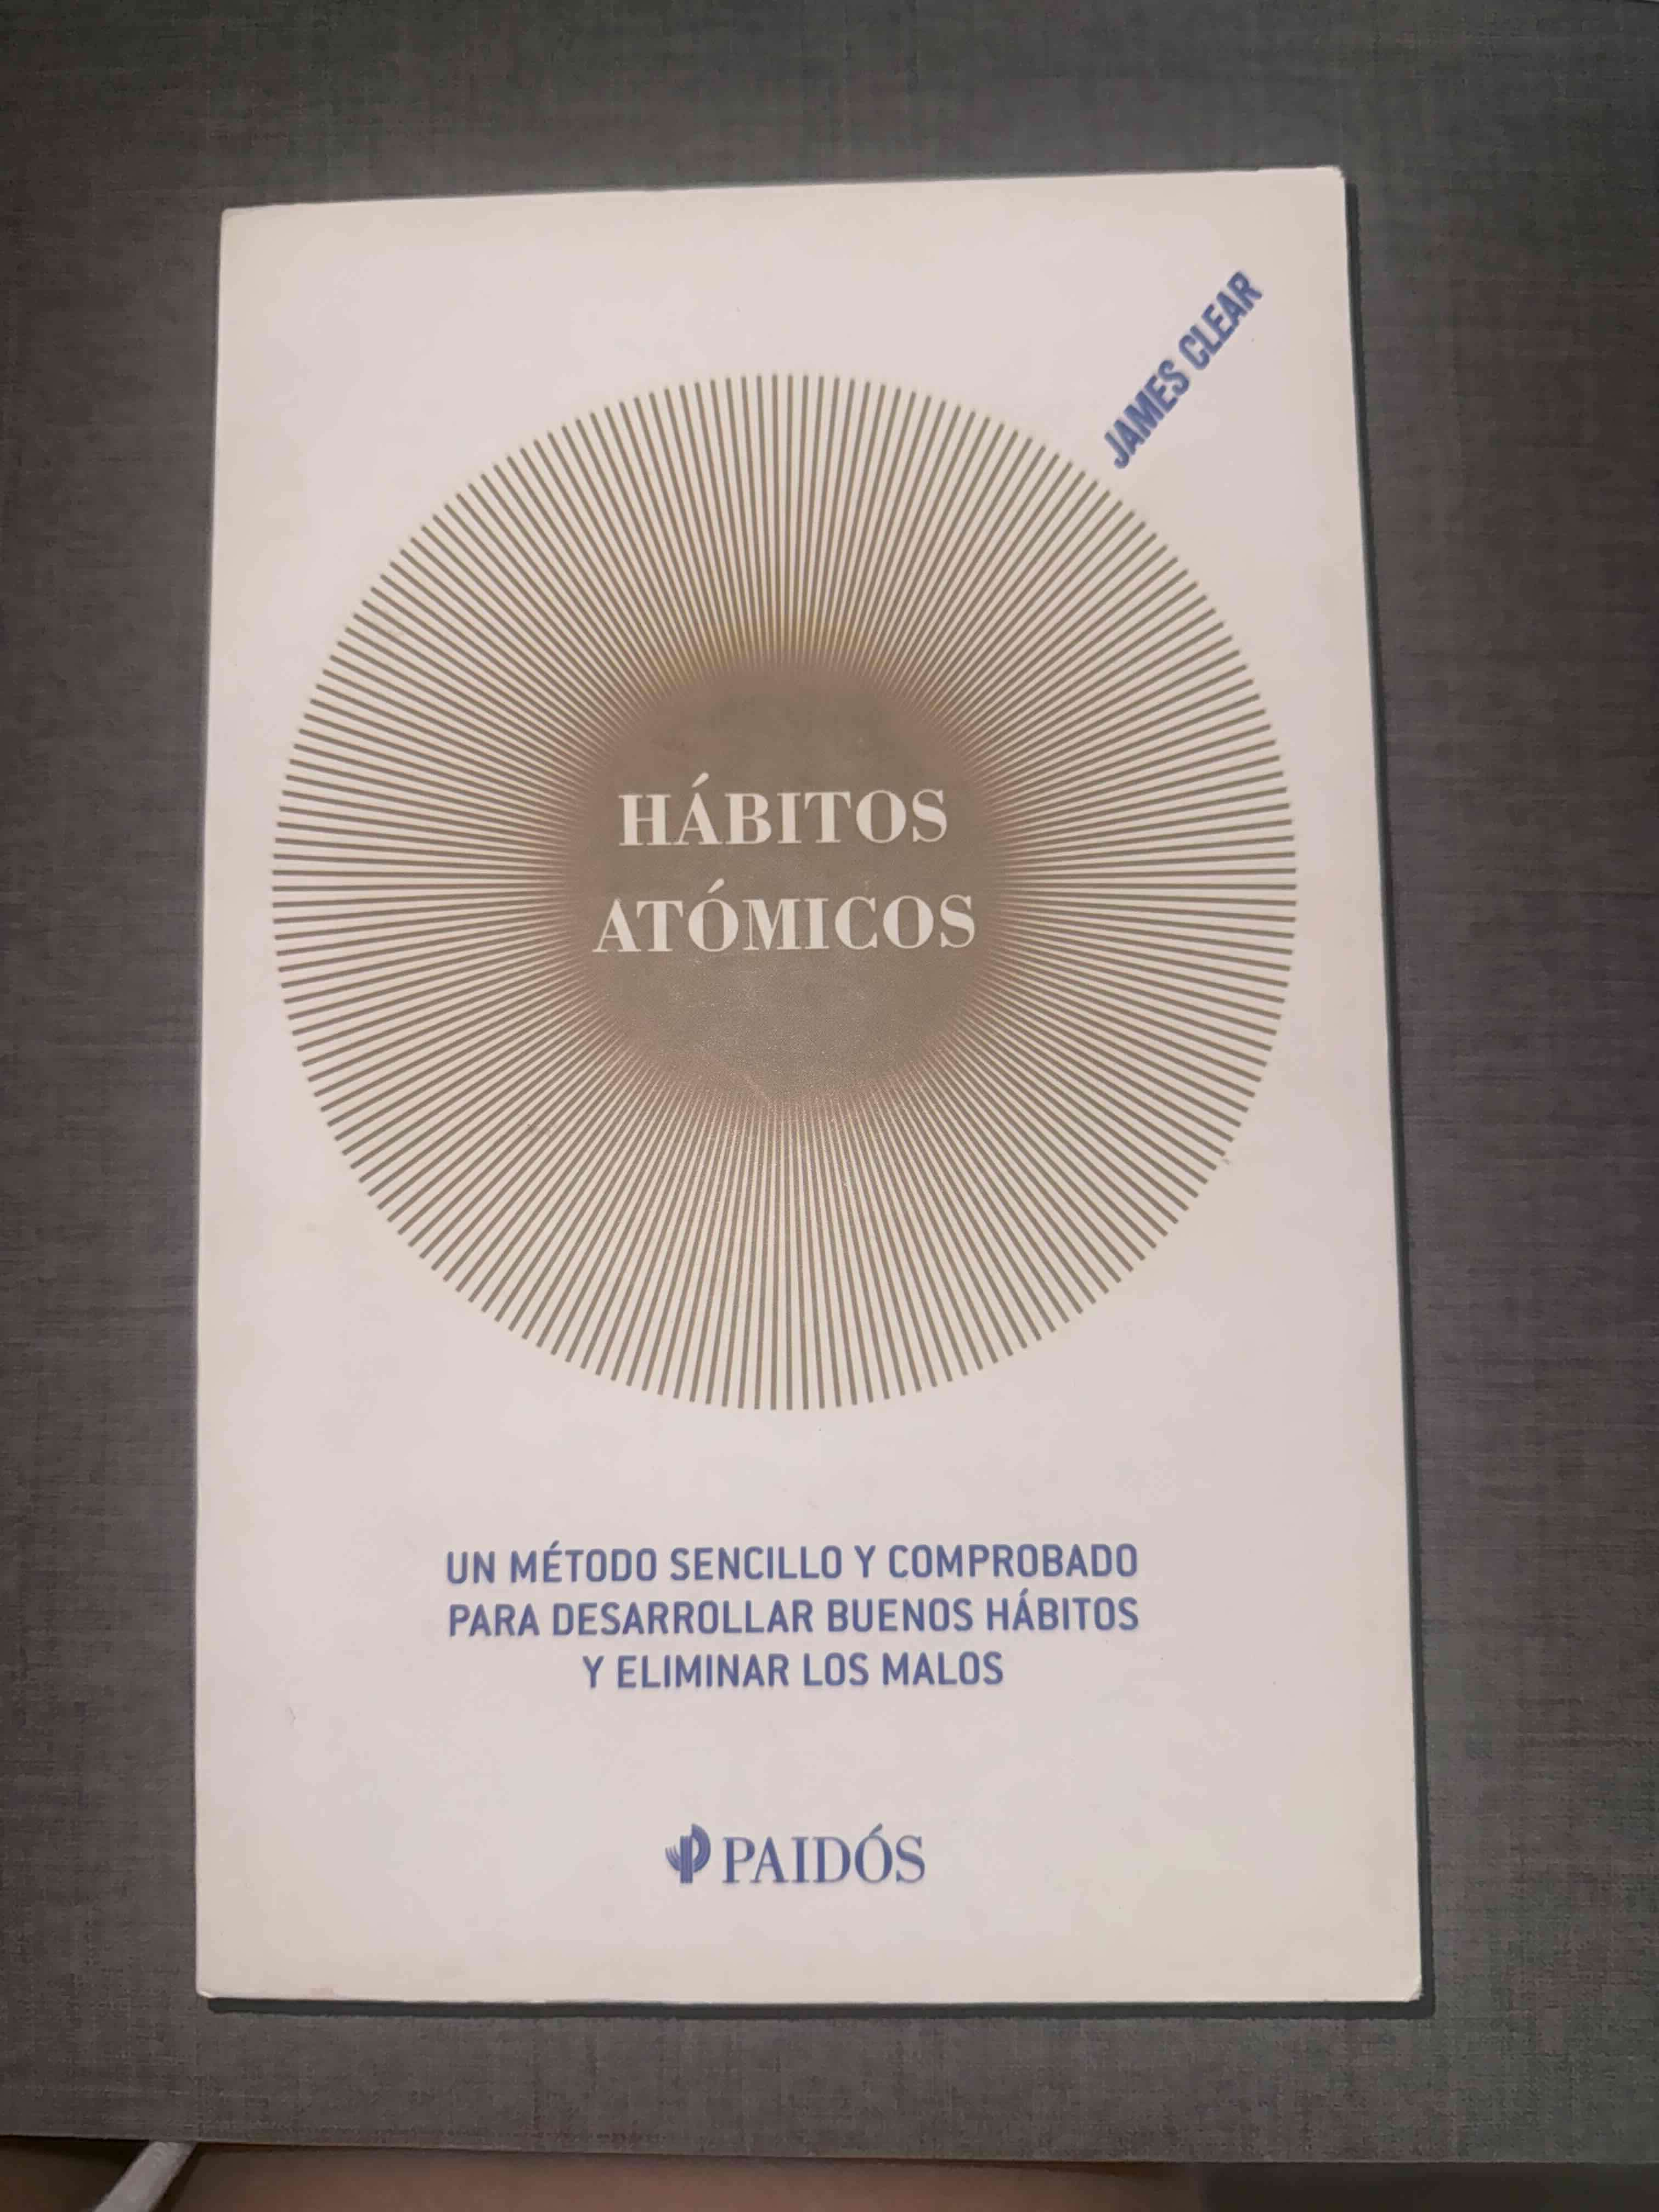 JAMES CLEAR
HÁBITOS
ATÓMICOS
UN MÉTODO SENCILLO Y COMPROBADO
PARA DESARROLLAR BUENOS HÁBITOS
Y ELIMINAR LOS MALOS
PAIDÓS